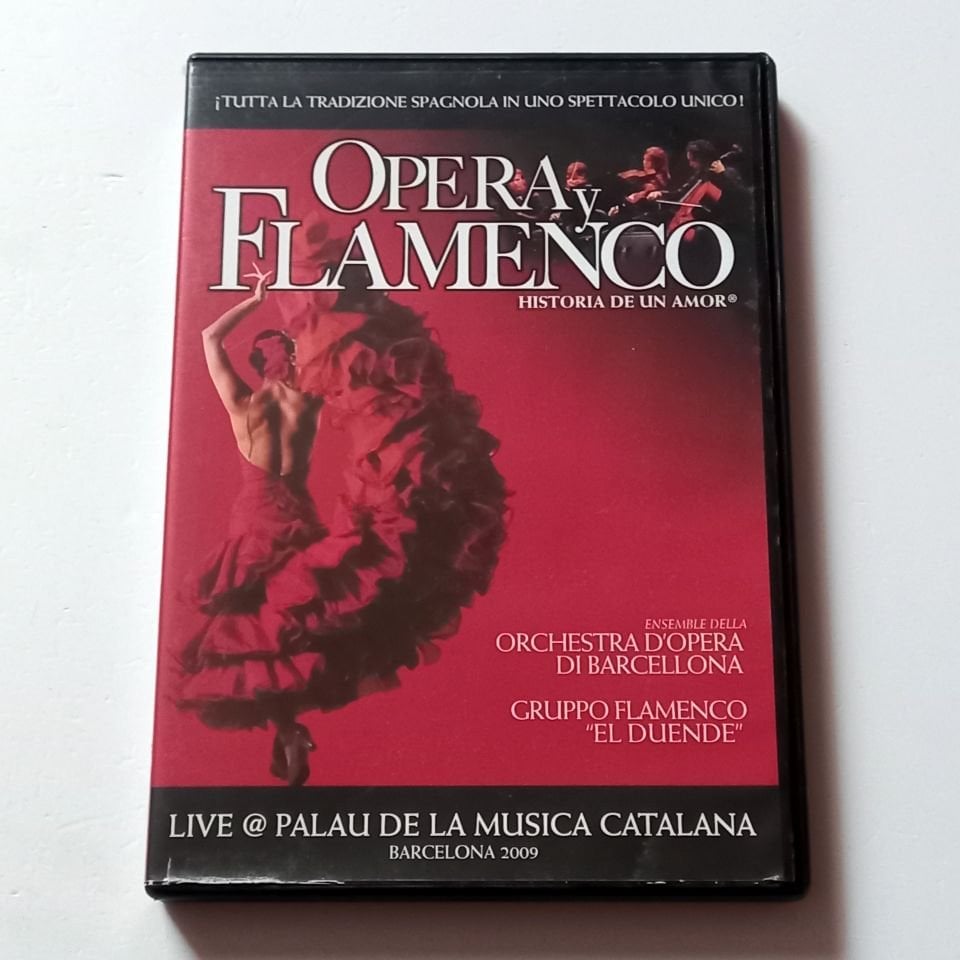 ¡TUTTA LA TRADIZIONE SPAGNOLA IN UNO SPETTACOLO UNICO!
OPERA y
FLAMENCO
HISTORIA DE UN AMOR®
ENSEMBLE DELLA
ORCHESTRA D'OPERA
DI BARCELLONA
GRUPPO FLAMENCO
"EL DUENDE"
LIVE @ PALAU DE LA MUSICA CATALANA
BARCELONA 2009